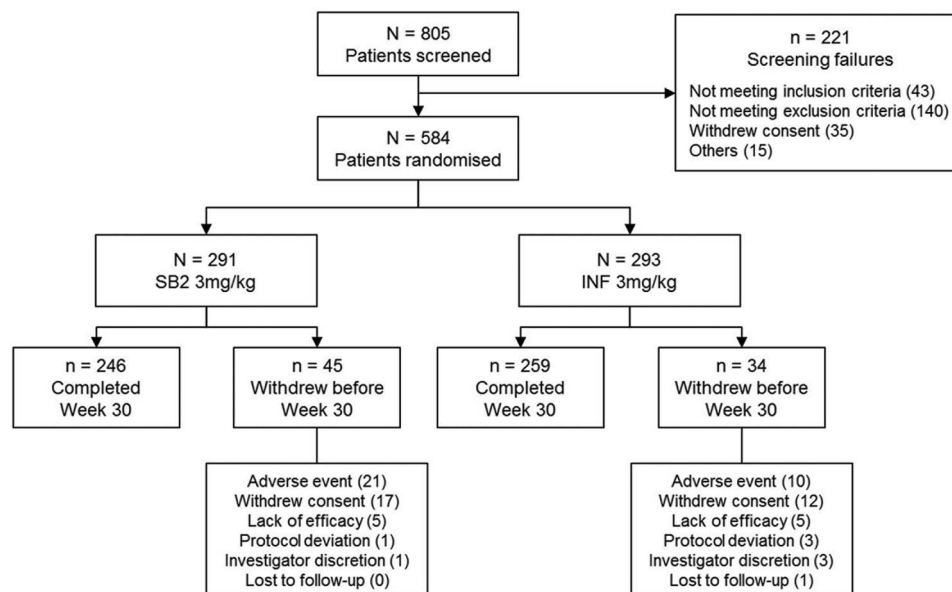 N = 805
Patients screened
n = 221
Screening failures
Not meeting inclusion criteria (43)
Not meeting exclusion criteria (140)
Withdrew consent (35)
Others (15)
N = 584
Patients randomised
N = 291
SB2 3mg/kg
N = 293
INF 3mg/kg
n = 246
Completed
Week 30
n = 45
Withdrew before
Week 30
n = 259
Completed
Week 30
n = 34
Withdrew before
Week 30
Adverse event (21)
Withdrew consent (17)
Lack of efficacy (5)
Protocol deviation (1)
Investigator discretion (1)
Lost to follow-up (0)
Adverse event (10)
Withdrew consent (12)
Lack of efficacy (5)
Protocol deviation (3)
Investigator discretion (3)
Lost to follow-up (1)